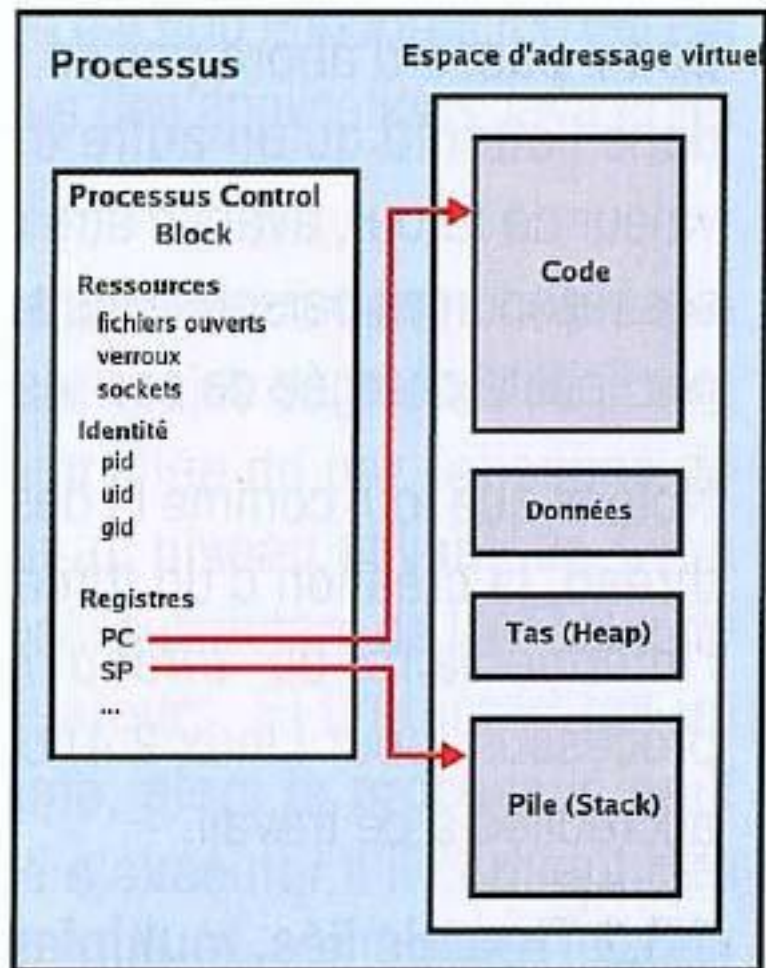 Processus
Espace d'adressage virtuel
Processus Control
Block
Ressources
fichiers ouverts
verroux
sockets
Identité
pid
uid
gid
Registres
PC
SP
...
Code
Données
Tas (Heap)
Pile (Stack)